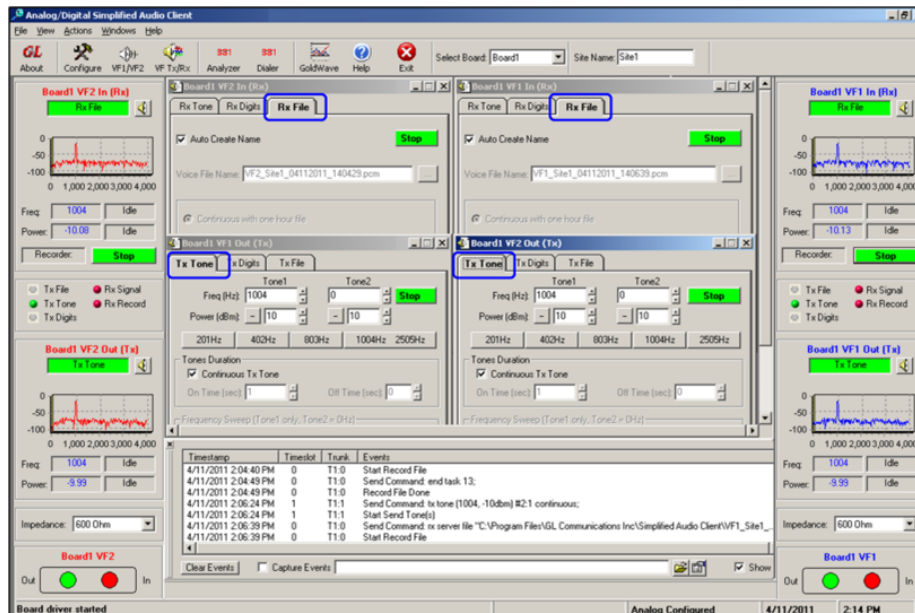 Analog/Digital Simplified Audio Client
File View Actions Windows Help
GL About Configure VF1/VF2 VF Tx/Rx Analyzer Dialer GoldWave Help Exit Select Board: Board1 Site Name: Site1
Board1 VF2 In (Rx)
Rx File
0
-50
-100
0 1,000 2,000 3,000 4,000
Freq: 1004 Idle
Power: -10.08 Idle
Recorder: Stop
Tx File Rx Signal
Tx Tone Rx Record
Tx Digits
Board1 VF2 Out (Tx)
Tx Tone
0
-50
-100
0 1,000 2,000 3,000 4,000
Freq: 1004 Idle
Power: -9.99 Idle
Impedance: 600 Ohm
Board1 VF2
Out In
Board1 VF2 In (Rx)
Rx Tone Rx Digits Rx File
Auto Create Name Stop
Voice File Name: VF2_Site1_04112011_140429.pcm ...
Continuous with one hour file
Board1 VF1 In (Rx)
Rx Tone Rx Digits Rx File
Auto Create Name Stop
Voice File Name: VF1_Site1_04112011_140639.pcm ...
Continuous with one hour file
Board1 VF1 Out (Tx)
Tx Tone Tx Digits Tx File
Tone1 Tone2
Freq (Hz): 1004 0 Stop
Power (dBm): - 10 - 10
201Hz 402Hz 803Hz 1004Hz 2505Hz
Tones Duration
Continuous Tx Tone
On Time (sec): 1 Off Time (sec): 0
Frequency Sweep (Tone1 only, Tone2 = 0Hz)
Board1 VF2 Out (Tx)
Tx Tone Tx Digits Tx File
Tone1 Tone2
Freq (Hz): 1004 0 Stop
Power (dBm): - 10 - 10
201Hz 402Hz 803Hz 1004Hz 2505Hz
Tones Duration
Continuous Tx Tone
On Time (sec): 1 Off Time (sec): 0
Frequency Sweep (Tone1 only, Tone2 = 0Hz)
Timestamp Timeslot Trunk Events
4/11/2011 2:04:40 PM 0 T1:0 Start Record File
4/11/2011 2:04:49 PM 0 T1:0 Send Command: end task 13;
4/11/2011 2:04:49 PM 0 T1:0 Record File Done
4/11/2011 2:06:24 PM 1 T1:1 Send Command: tx tone (1004, -10dbm) #2:1 continuous;
4/11/2011 2:06:24 PM 1 T1:1 Start Send Tone(s)
4/11/2011 2:06:39 PM 0 T1:0 Send Command: rx server file "C:\Program Files\GL Communications Inc\Simplified Audio Client\VF1_Site1_...
4/11/2011 2:06:39 PM 0 T1:0 Start Record File
Clear Events Capture Events Show
Board1 VF1 In (Rx)
Rx File
0
-50
-100
0 1,000 2,000 3,000 4,000
Freq: 1004 Idle
Power: -10.13 Idle
Recorder: Stop
Tx File Rx Signal
Tx Tone Rx Record
Tx Digits
Board1 VF1 Out (Tx)
Tx Tone
0
-50
-100
0 1,000 2,000 3,000 4,000
Freq: 1004 Idle
Power: -9.99 Idle
Impedance: 600 Ohm
Board1 VF1
Out In
Board driver started Analog Configured 4/11/2011 2:14 PM